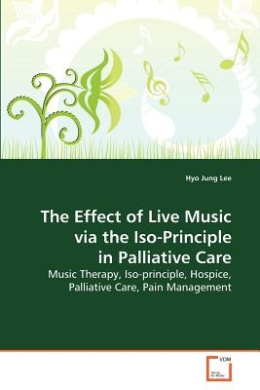 Hyo Jung Lee
The Effect of Live Music
via the Iso-Principle
in Palliative Care
Music Therapy, Iso-principle, Hospice,
Palliative Care, Pain Management
VDM